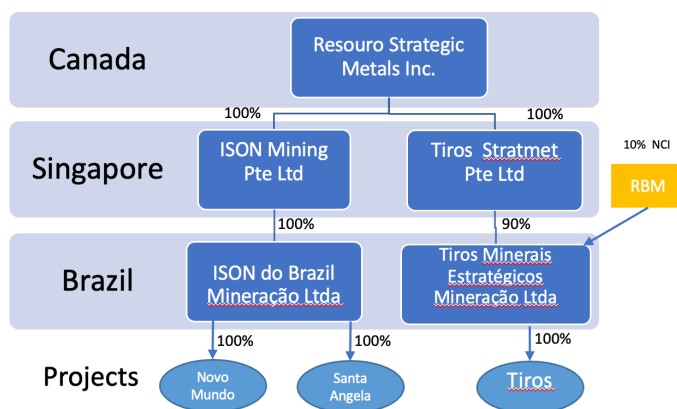 Canada
Resouro Strategic
Metals Inc.
100%
100%
Singapore
ISON Mining
Pte Ltd
Tiros Stratmet
Pte Ltd
10% NCI
RBM
100%
90%
Brazil
ISON do Brazil
Mineração Ltda
Tiros Minerais
Estratégicos
Mineração Ltda
100%
100%
100%
Projects
Novo
Mundo
Santa
Angela
Tiros